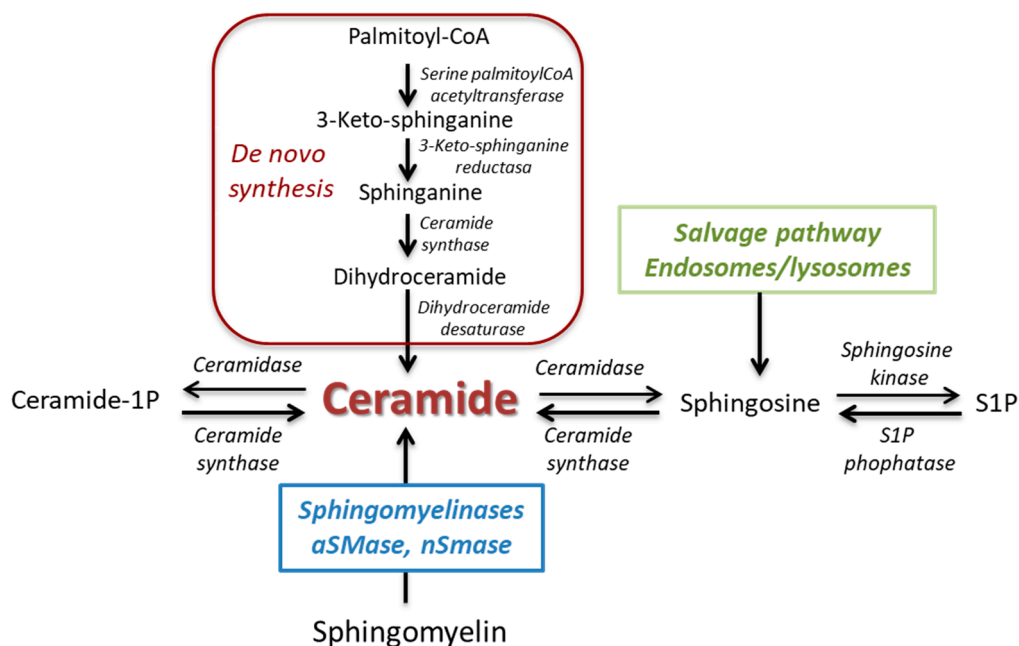 Palmitoyl-CoA
Serine palmitoylCoA
acetyltransferase
3-Keto-sphinganine
3-Keto-sphinganine
reductasa
De novo
synthesis
Sphinganine
Ceramide
synthase
Dihydroceramide
Dihydroceramide
desaturase
Salvage pathway
Endosomes/lysosomes
Ceramide-1P
Ceramidase
Ceramide
synthase
Ceramide
Ceramidase
Ceramide
synthase
Sphingosine
Sphingosine
kinase
S1P
phophatase
S1P
Sphingomyelinases
aSMase, nSmase
Sphingomyelin